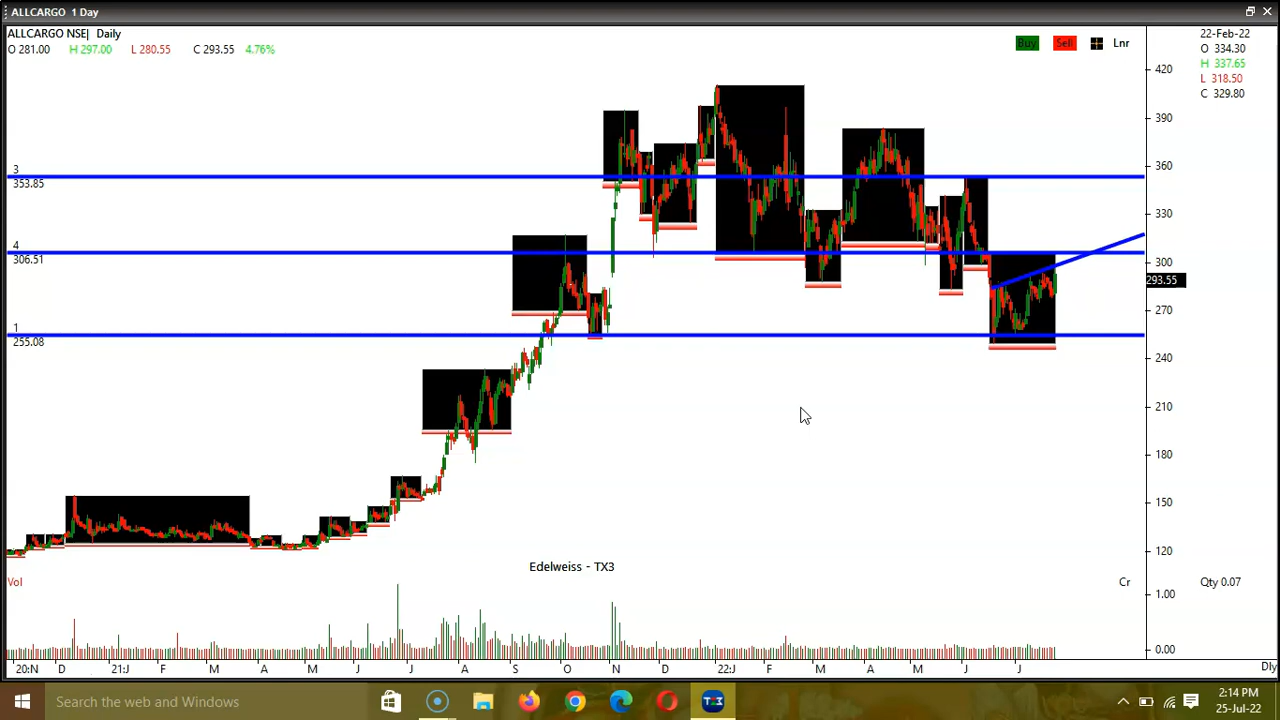 ALLCARGO 1 Day
ALLCARGO NSE| Daily
O 281.00 H 297.00 L 280.55 C 293.55 4.76%
Buy Sell Lnr
22-Feb-22
O 334.30
H 337.65
L 318.50
C 329.80
420
390
360
330
300
293.55
270
240
210
180
150
120
3
353.85
4
306.51
1
255.08
Edelweiss - TX3
Vol
Cr
Qty 0.07
1.00
0.00
20:N D 21:J F M A M J J A S O N D 22:J F M A M J J
Dly
Search the web and Windows
TX3
2:14 PM
25-Jul-22